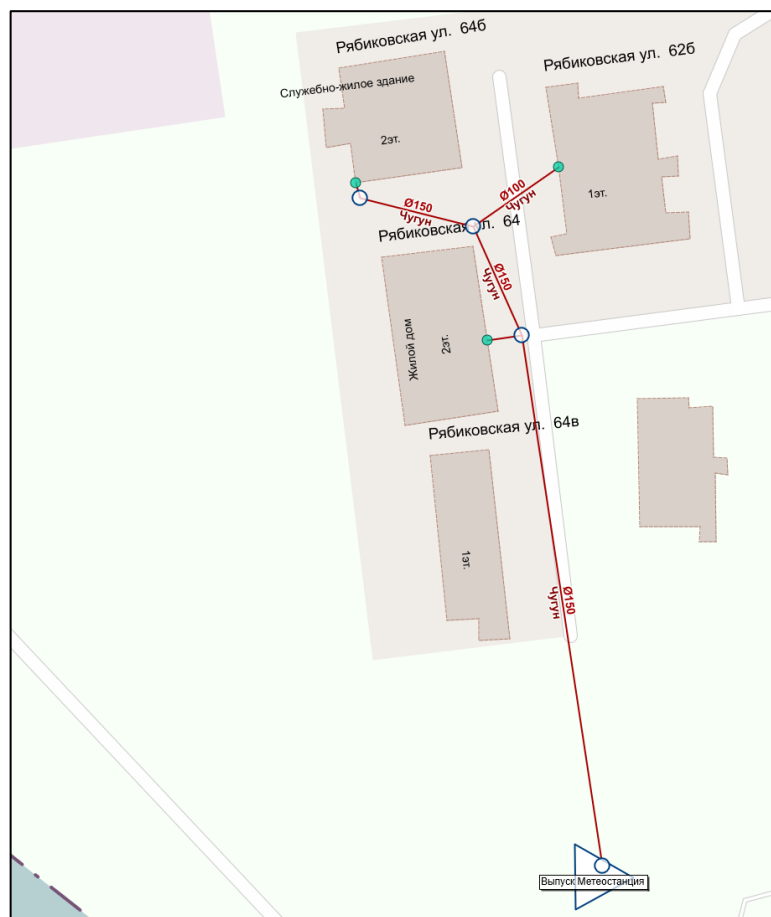 Рябиковская ул. 64б
Рябиковская ул. 62б
Служебно-жилое здание
2эт.
1эт.
Ø100
Чугун
Ø150
Чугун
Рябиковская ул. 64
Ø150
Чугун
Жилой дом
2эт.
Рябиковская ул. 64в
1эт.
Ø150
Чугун
Выпуск Метеостанция